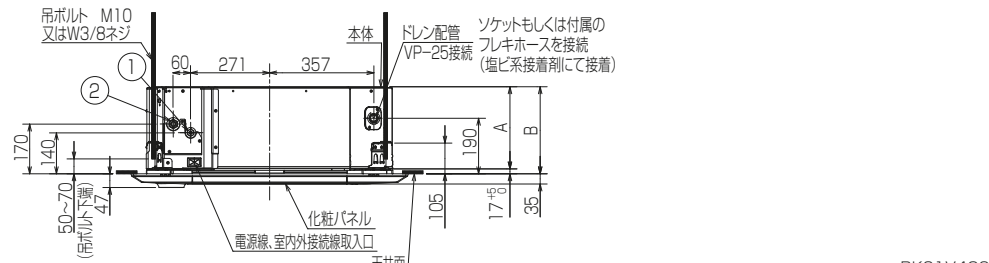 吊ボルト M10
又はW3/8ネジ
本体
ドレン配管
VP-25接続
ソケットもしくは付属の
フレキホースを接続
(塩ビ系接着剤にて接着)
① 60 271 357
②
170
140
50~70
(吊ボルト下端)
47
190
105
A
B
17 +5 0
35
化粧パネル
電源線、室内外接続線取入口
天井面